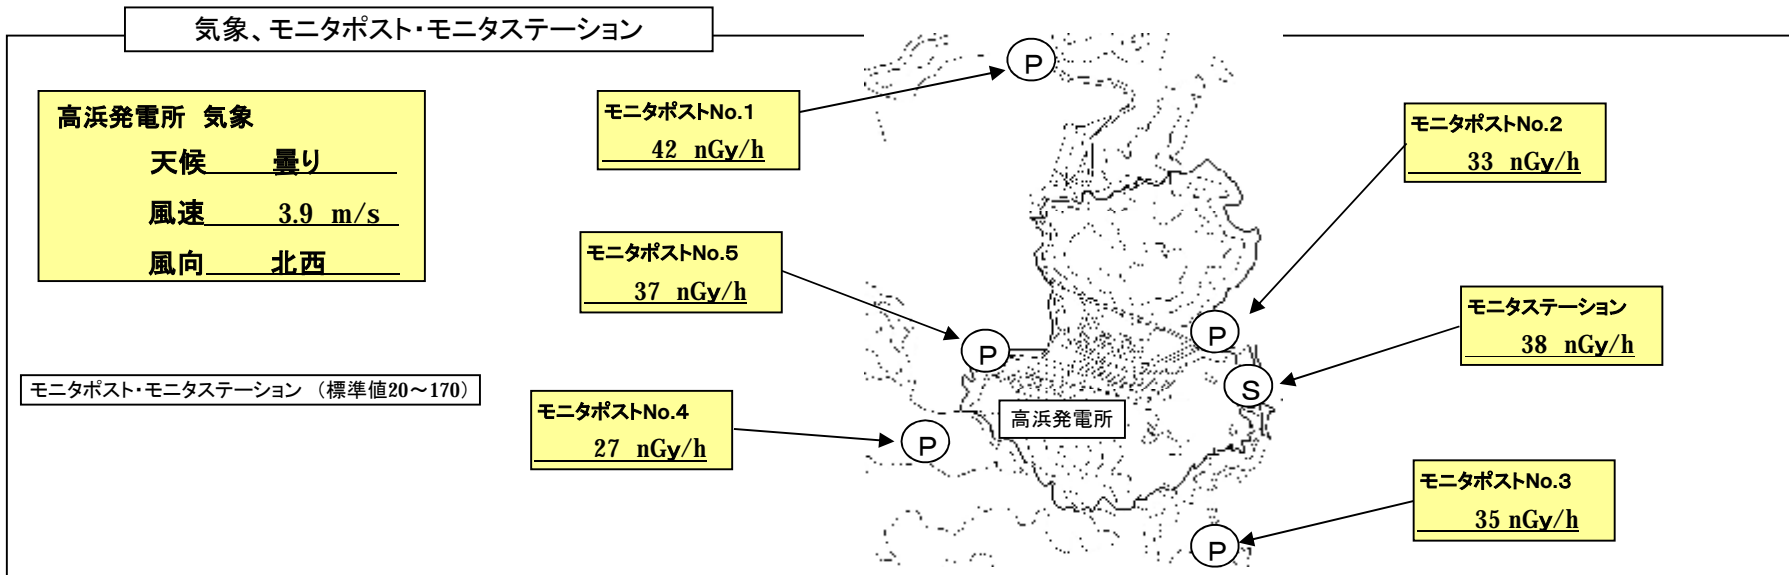 気象、モニタポスト・モニタステーション
高浜発電所 気象
天候 曇り
風速 3.9 m/s
風向 北西
モニタポストNo.1
42 nGy/h
モニタポストNo.2
33 nGy/h
モニタポストNo.5
37 nGy/h
モニタステーション
38 nGy/h
モニタポスト・モニタステーション (標準値20～170)
モニタポストNo.4
27 nGy/h
高浜発電所
モニタポストNo.3
35 nGy/h
P
P
P
S
P
P